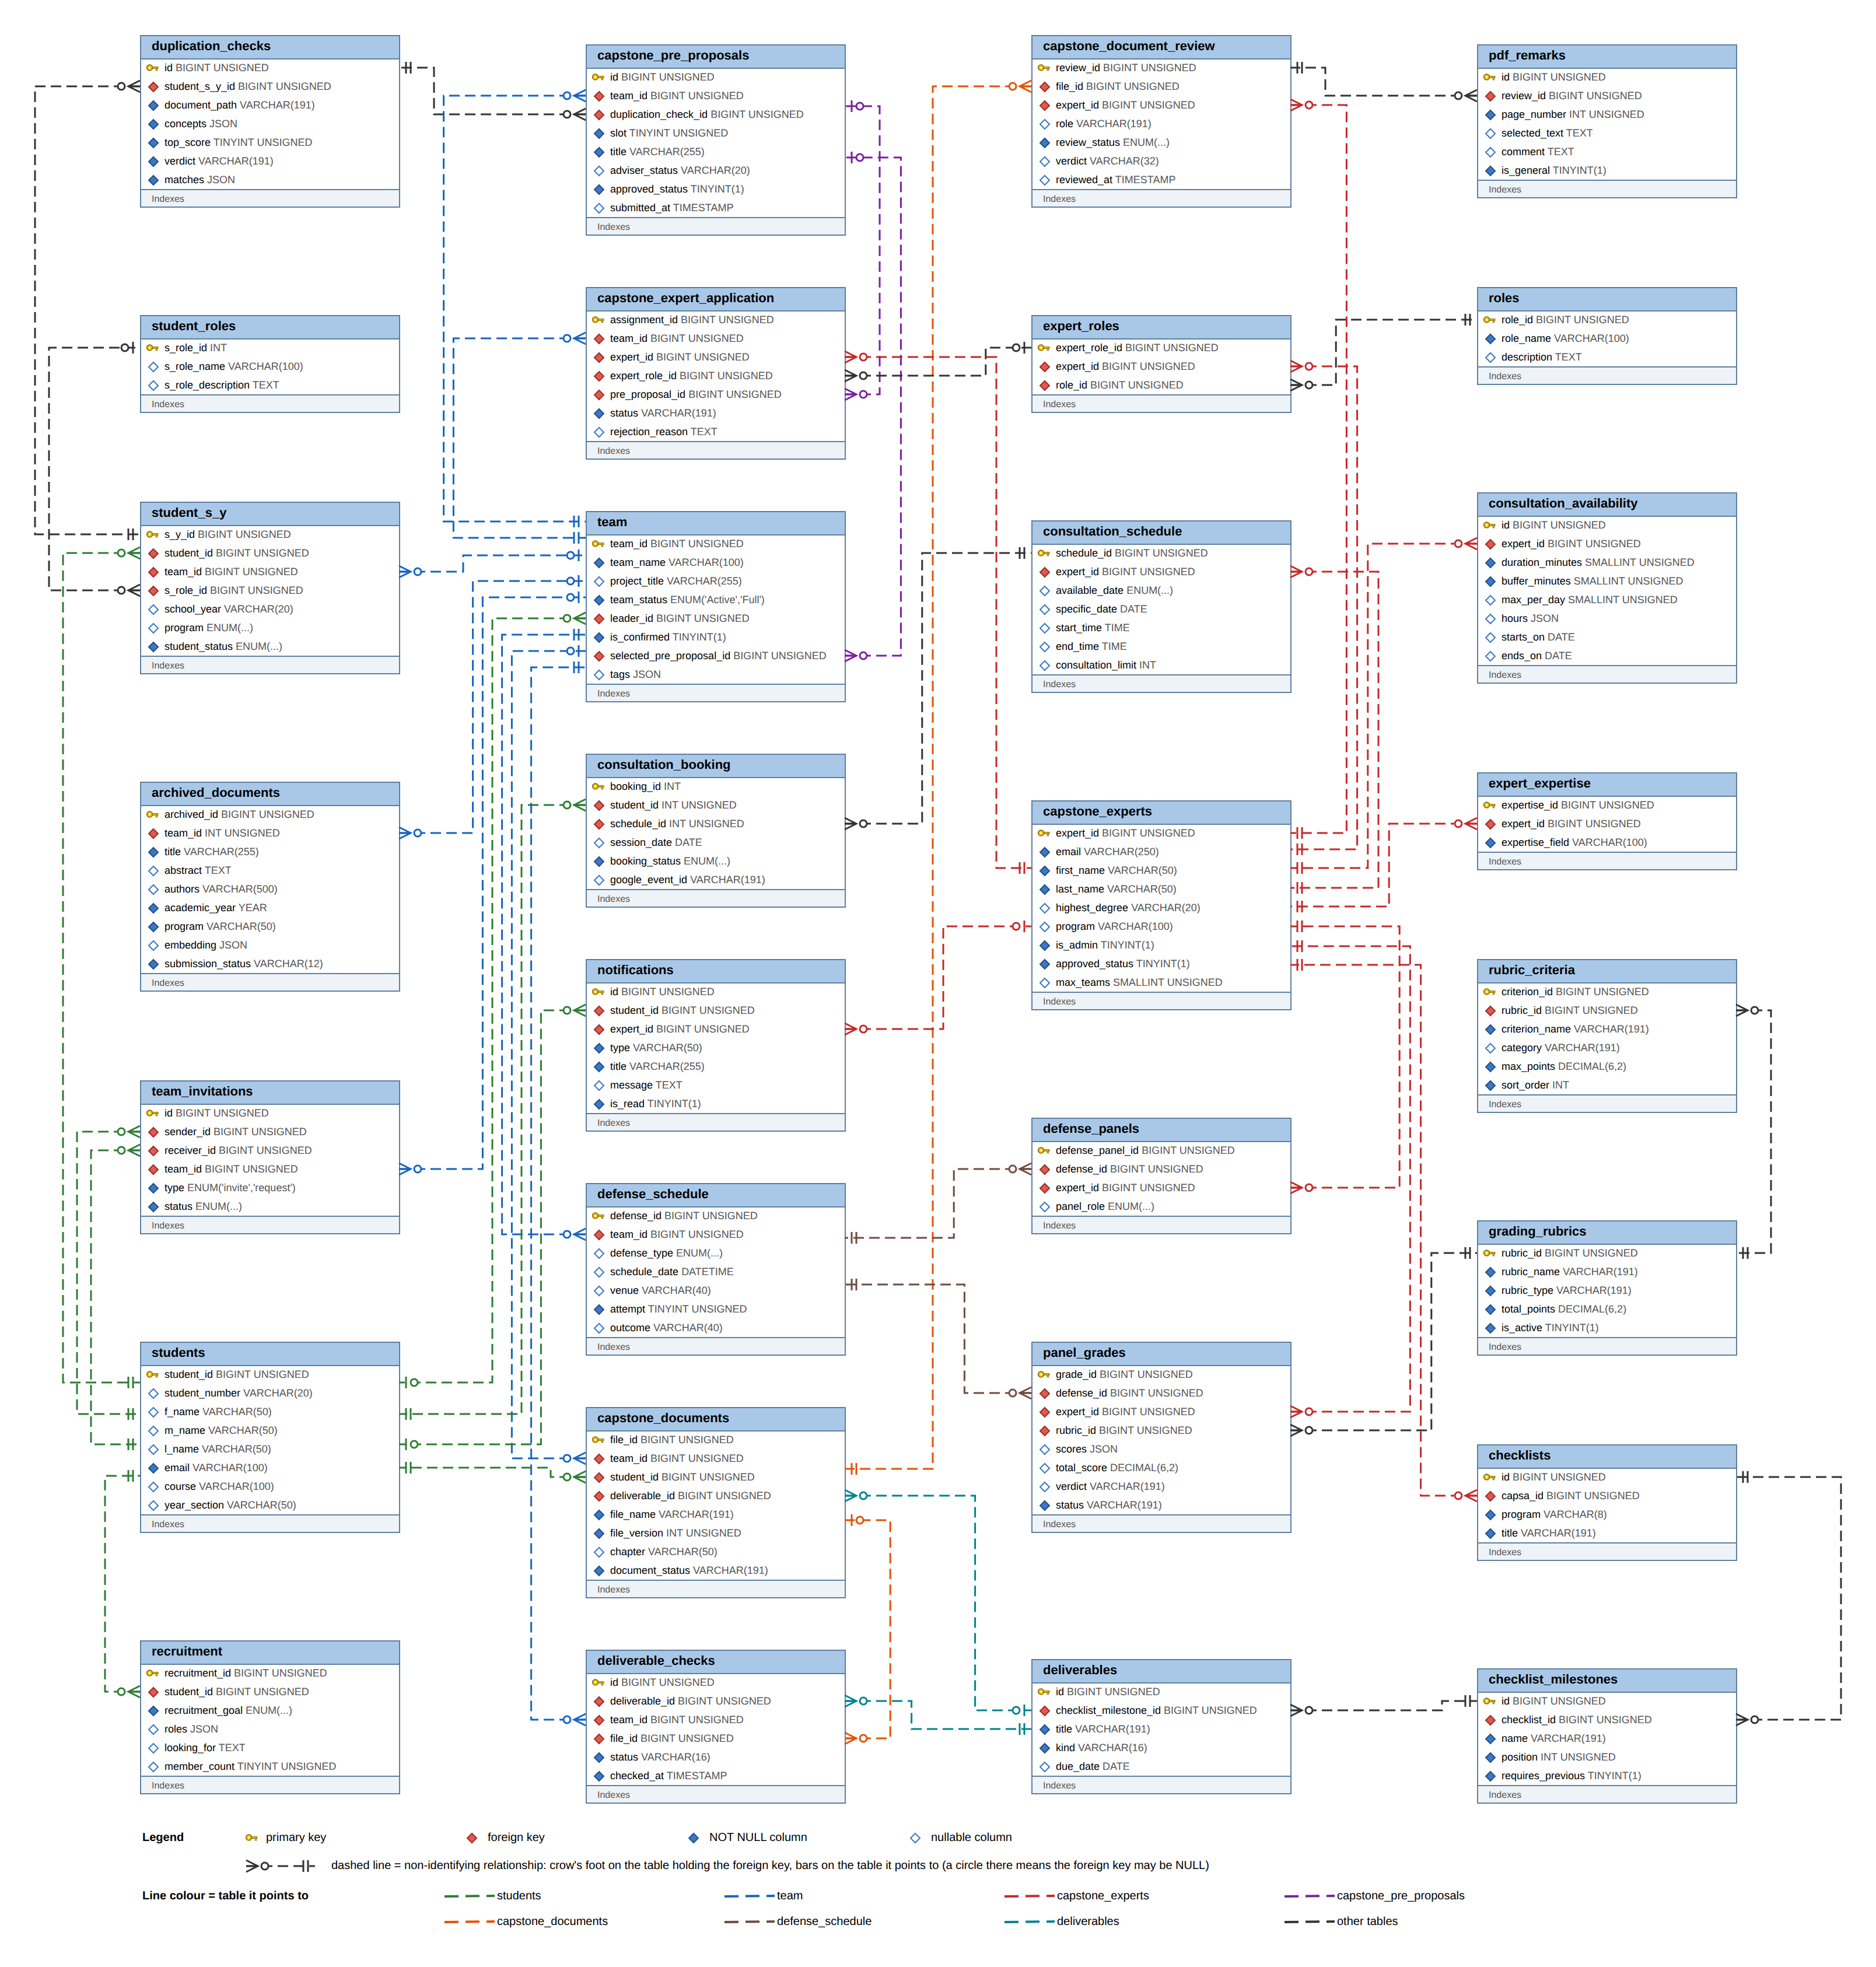 duplication_checks
id BIGINT UNSIGNED
student_s_y_id BIGINT UNSIGNED
document_path VARCHAR(191)
concepts JSON
top_score TINYINT UNSIGNED
verdict VARCHAR(191)
matches JSON
Indexes
capstone_pre_proposals
id BIGINT UNSIGNED
team_id BIGINT UNSIGNED
duplication_check_id BIGINT UNSIGNED
slot TINYINT UNSIGNED
title VARCHAR(255)
adviser_status VARCHAR(20)
approved_status TINYINT(1)
submitted_at TIMESTAMP
Indexes
capstone_document_review
review_id BIGINT UNSIGNED
file_id BIGINT UNSIGNED
expert_id BIGINT UNSIGNED
role VARCHAR(191)
review_status ENUM(...)
verdict VARCHAR(32)
reviewed_at TIMESTAMP
Indexes
pdf_remarks
id BIGINT UNSIGNED
review_id BIGINT UNSIGNED
page_number INT UNSIGNED
selected_text TEXT
comment TEXT
is_general TINYINT(1)
Indexes
student_roles
s_role_id INT
s_role_name VARCHAR(100)
s_role_description TEXT
Indexes
capstone_expert_application
assignment_id BIGINT UNSIGNED
team_id BIGINT UNSIGNED
expert_id BIGINT UNSIGNED
expert_role_id BIGINT UNSIGNED
pre_proposal_id BIGINT UNSIGNED
status VARCHAR(191)
rejection_reason TEXT
Indexes
expert_roles
expert_role_id BIGINT UNSIGNED
expert_id BIGINT UNSIGNED
role_id BIGINT UNSIGNED
Indexes
roles
role_id BIGINT UNSIGNED
role_name VARCHAR(100)
description TEXT
Indexes
student_s_y
s_y_id BIGINT UNSIGNED
student_id BIGINT UNSIGNED
team_id BIGINT UNSIGNED
s_role_id BIGINT UNSIGNED
school_year VARCHAR(20)
program ENUM(...)
student_status ENUM(...)
Indexes
team
team_id BIGINT UNSIGNED
team_name VARCHAR(100)
project_title VARCHAR(255)
team_status ENUM('Active','Full')
leader_id BIGINT UNSIGNED
is_confirmed TINYINT(1)
selected_pre_proposal_id BIGINT UNSIGNED
tags JSON
Indexes
consultation_schedule
schedule_id BIGINT UNSIGNED
expert_id BIGINT UNSIGNED
available_date ENUM(...)
specific_date DATE
start_time TIME
end_time TIME
consultation_limit INT
Indexes
consultation_availability
id BIGINT UNSIGNED
expert_id BIGINT UNSIGNED
duration_minutes SMALLINT UNSIGNED
buffer_minutes SMALLINT UNSIGNED
max_per_day SMALLINT UNSIGNED
hours JSON
starts_on DATE
ends_on DATE
Indexes
archived_documents
archived_id BIGINT UNSIGNED
team_id INT UNSIGNED
title VARCHAR(255)
abstract TEXT
authors VARCHAR(500)
academic_year YEAR
program VARCHAR(50)
embedding JSON
submission_status VARCHAR(12)
Indexes
consultation_booking
booking_id INT
student_id INT UNSIGNED
schedule_id INT UNSIGNED
session_date DATE
booking_status ENUM(...)
google_event_id VARCHAR(191)
Indexes
capstone_experts
expert_id BIGINT UNSIGNED
email VARCHAR(250)
first_name VARCHAR(50)
last_name VARCHAR(50)
highest_degree VARCHAR(20)
program VARCHAR(100)
is_admin TINYINT(1)
approved_status TINYINT(1)
max_teams SMALLINT UNSIGNED
Indexes
expert_expertise
expertise_id BIGINT UNSIGNED
expert_id BIGINT UNSIGNED
expertise_field VARCHAR(100)
Indexes
notifications
id BIGINT UNSIGNED
student_id BIGINT UNSIGNED
expert_id BIGINT UNSIGNED
type VARCHAR(50)
title VARCHAR(255)
message TEXT
is_read TINYINT(1)
Indexes
rubric_criteria
criterion_id BIGINT UNSIGNED
rubric_id BIGINT UNSIGNED
criterion_name VARCHAR(191)
category VARCHAR(191)
max_points DECIMAL(6,2)
sort_order INT
Indexes
team_invitations
id BIGINT UNSIGNED
sender_id BIGINT UNSIGNED
receiver_id BIGINT UNSIGNED
team_id BIGINT UNSIGNED
type ENUM('invite','request')
status ENUM(...)
Indexes
defense_schedule
defense_id BIGINT UNSIGNED
team_id BIGINT UNSIGNED
defense_type ENUM(...)
schedule_date DATETIME
venue VARCHAR(40)
attempt TINYINT UNSIGNED
outcome VARCHAR(40)
Indexes
defense_panels
defense_panel_id BIGINT UNSIGNED
defense_id BIGINT UNSIGNED
expert_id BIGINT UNSIGNED
panel_role ENUM(...)
Indexes
grading_rubrics
rubric_id BIGINT UNSIGNED
rubric_name VARCHAR(191)
rubric_type VARCHAR(191)
total_points DECIMAL(6,2)
is_active TINYINT(1)
Indexes
students
student_id BIGINT UNSIGNED
student_number VARCHAR(20)
f_name VARCHAR(50)
m_name VARCHAR(50)
l_name VARCHAR(50)
email VARCHAR(100)
course VARCHAR(100)
year_section VARCHAR(50)
Indexes
capstone_documents
file_id BIGINT UNSIGNED
team_id BIGINT UNSIGNED
student_id BIGINT UNSIGNED
deliverable_id BIGINT UNSIGNED
file_name VARCHAR(191)
file_version INT UNSIGNED
chapter VARCHAR(50)
document_status VARCHAR(191)
Indexes
panel_grades
grade_id BIGINT UNSIGNED
defense_id BIGINT UNSIGNED
expert_id BIGINT UNSIGNED
rubric_id BIGINT UNSIGNED
scores JSON
total_score DECIMAL(6,2)
verdict VARCHAR(191)
status VARCHAR(191)
Indexes
checklists
id BIGINT UNSIGNED
capsa_id BIGINT UNSIGNED
program VARCHAR(8)
title VARCHAR(191)
Indexes
recruitment
recruitment_id BIGINT UNSIGNED
student_id BIGINT UNSIGNED
recruitment_goal ENUM(...)
roles JSON
looking_for TEXT
member_count TINYINT UNSIGNED
Indexes
deliverable_checks
id BIGINT UNSIGNED
deliverable_id BIGINT UNSIGNED
team_id BIGINT UNSIGNED
file_id BIGINT UNSIGNED
status VARCHAR(16)
checked_at TIMESTAMP
Indexes
deliverables
id BIGINT UNSIGNED
checklist_milestone_id BIGINT UNSIGNED
title VARCHAR(191)
kind VARCHAR(16)
due_date DATE
Indexes
checklist_milestones
id BIGINT UNSIGNED
checklist_id BIGINT UNSIGNED
name VARCHAR(191)
position INT UNSIGNED
requires_previous TINYINT(1)
Indexes
Legend primary key foreign key NOT NULL column nullable column
dashed line = non-identifying relationship: crow's foot on the table holding the foreign key, bars on the table it points to (a circle there means the foreign key may be NULL)
Line colour = table it points to students team capstone_experts capstone_pre_proposals
capstone_documents defense_schedule deliverables other tables